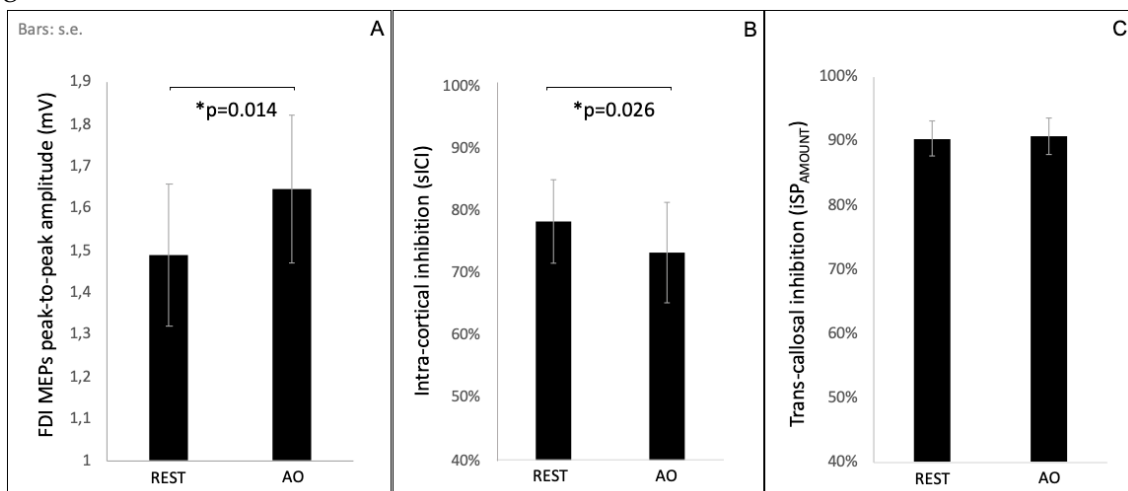 Bars: s.e.
A
FDI MEPs peak-to-peak amplitude (mV)
1,9
1,8
1,7
1,6
1,5
1,4
1,3
1,2
1,1
1
*p=0.014
REST AO
B
Intra-cortical inhibition (sICI)
100%
90%
80%
70%
60%
50%
40%
*p=0.026
REST AO
C
Trans-callosal inhibition (iSPAMOUNT)
100%
90%
80%
70%
60%
50%
40%
REST AO